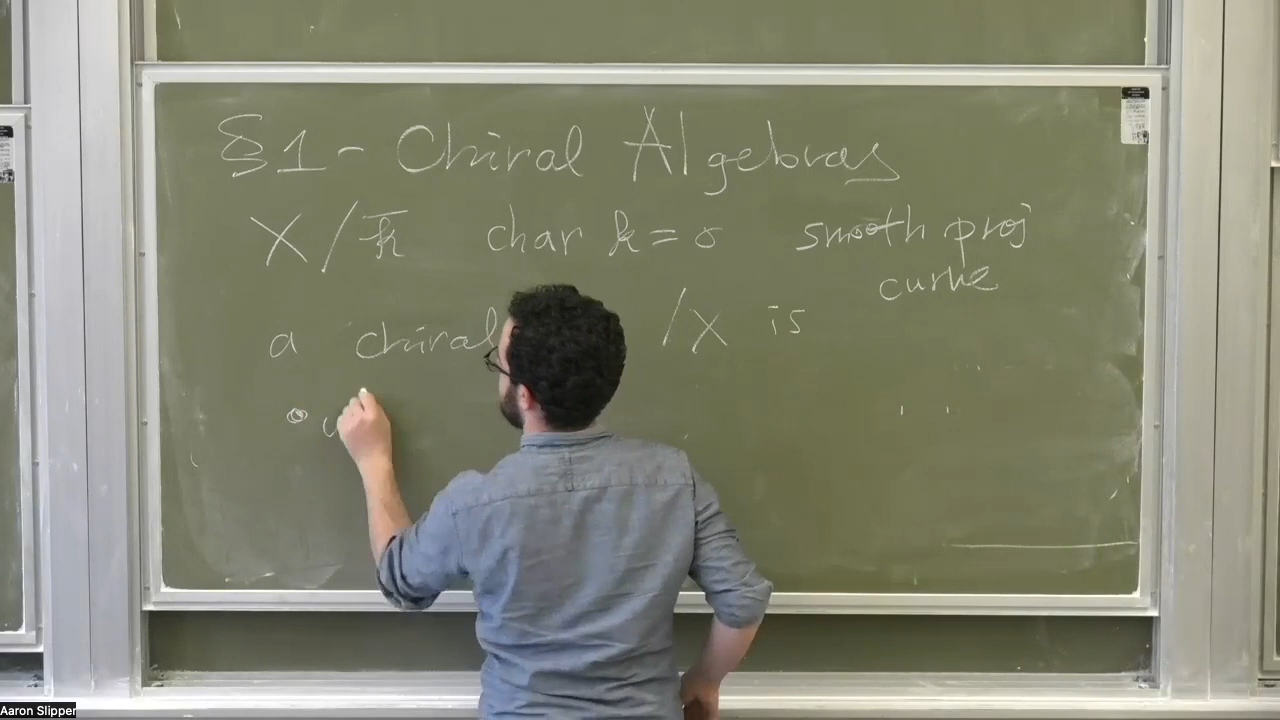 §1 - Chiral Algebras
X / k̄ char k = 0 smooth proj
curve
a chiral /X is
Aaron Slipper